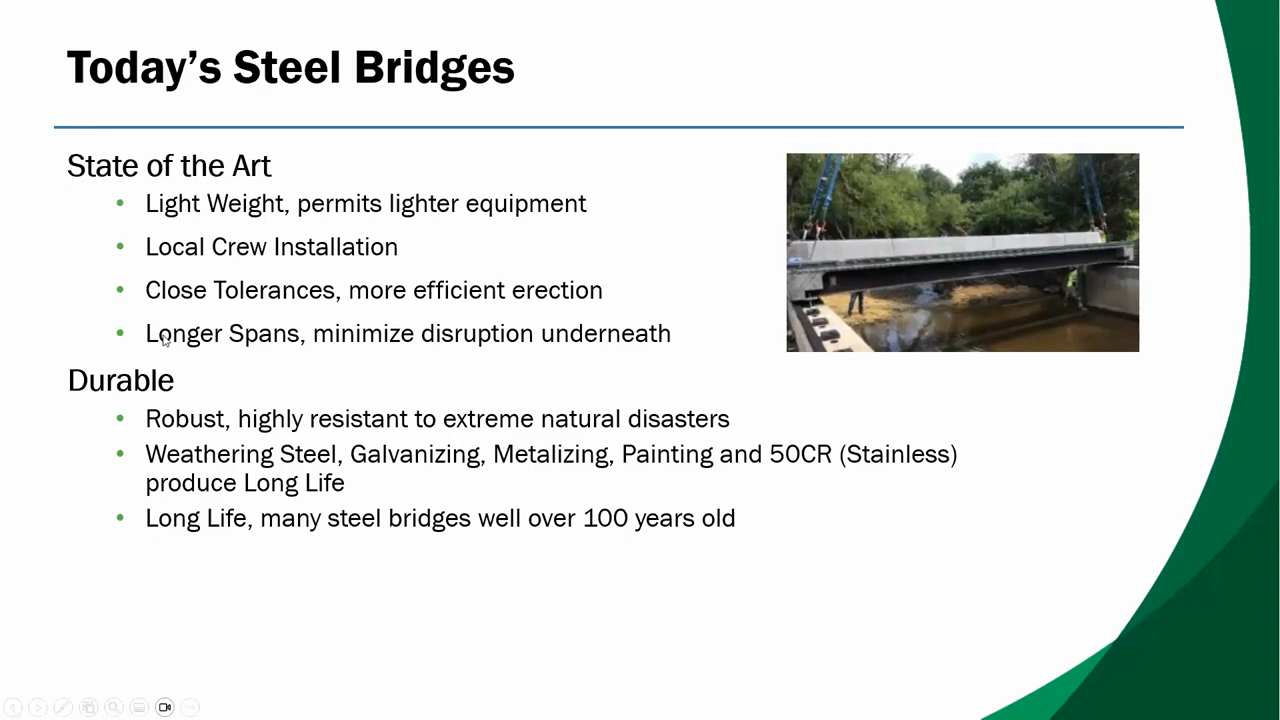 Today’s Steel Bridges
State of the Art
• Light Weight, permits lighter equipment
• Local Crew Installation
• Close Tolerances, more efficient erection
• Longer Spans, minimize disruption underneath
Durable
• Robust, highly resistant to extreme natural disasters
• Weathering Steel, Galvanizing, Metalizing, Painting and 50CR (Stainless)
produce Long Life
• Long Life, many steel bridges well over 100 years old